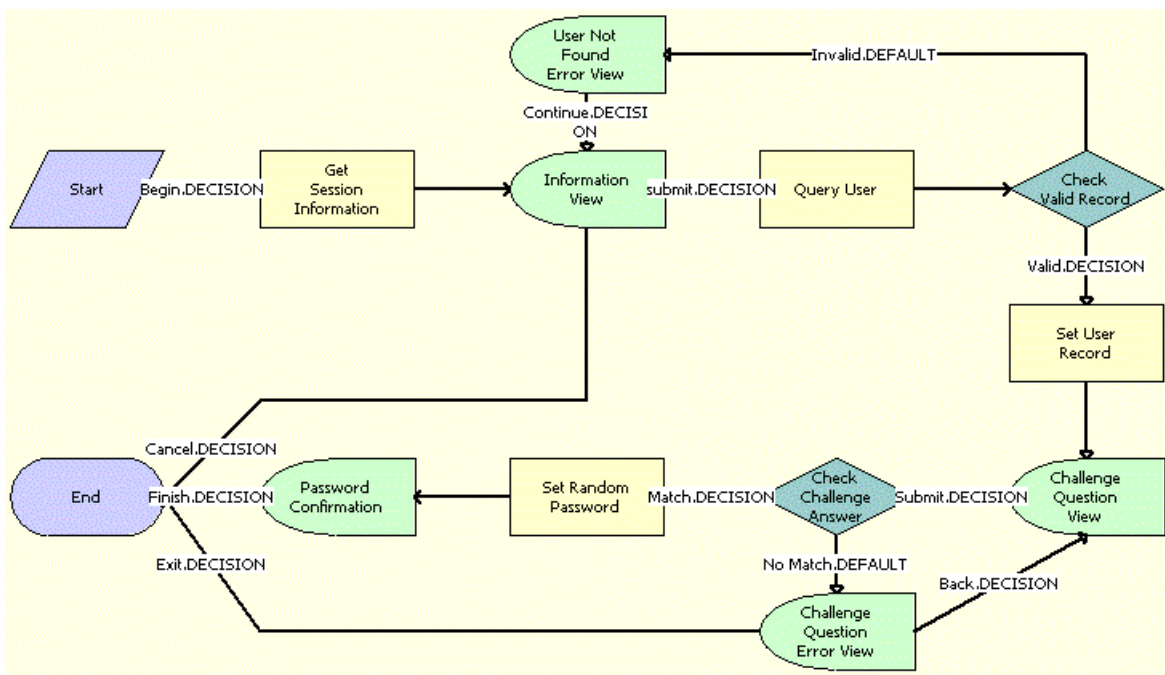 User Not
Found
Error View
Invalid.DEFAULT
Continue.DECISI
ON
Start
Begin.DECISION
Get
Session
Information
Information
View
submit.DECISION
Query User
Check
Valid Record
Valid.DECISION
Set User
Record
Cancel.DECISION
End
Finish.DECISION
Password
Confirmation
Set Random
Password
Match.DECISION
Check
Challenge
Answer
Submit.DECISION
Challenge
Question
View
Exit.DECISION
No Match.DEFAULT
Back.DECISION
Challenge
Question
Error View